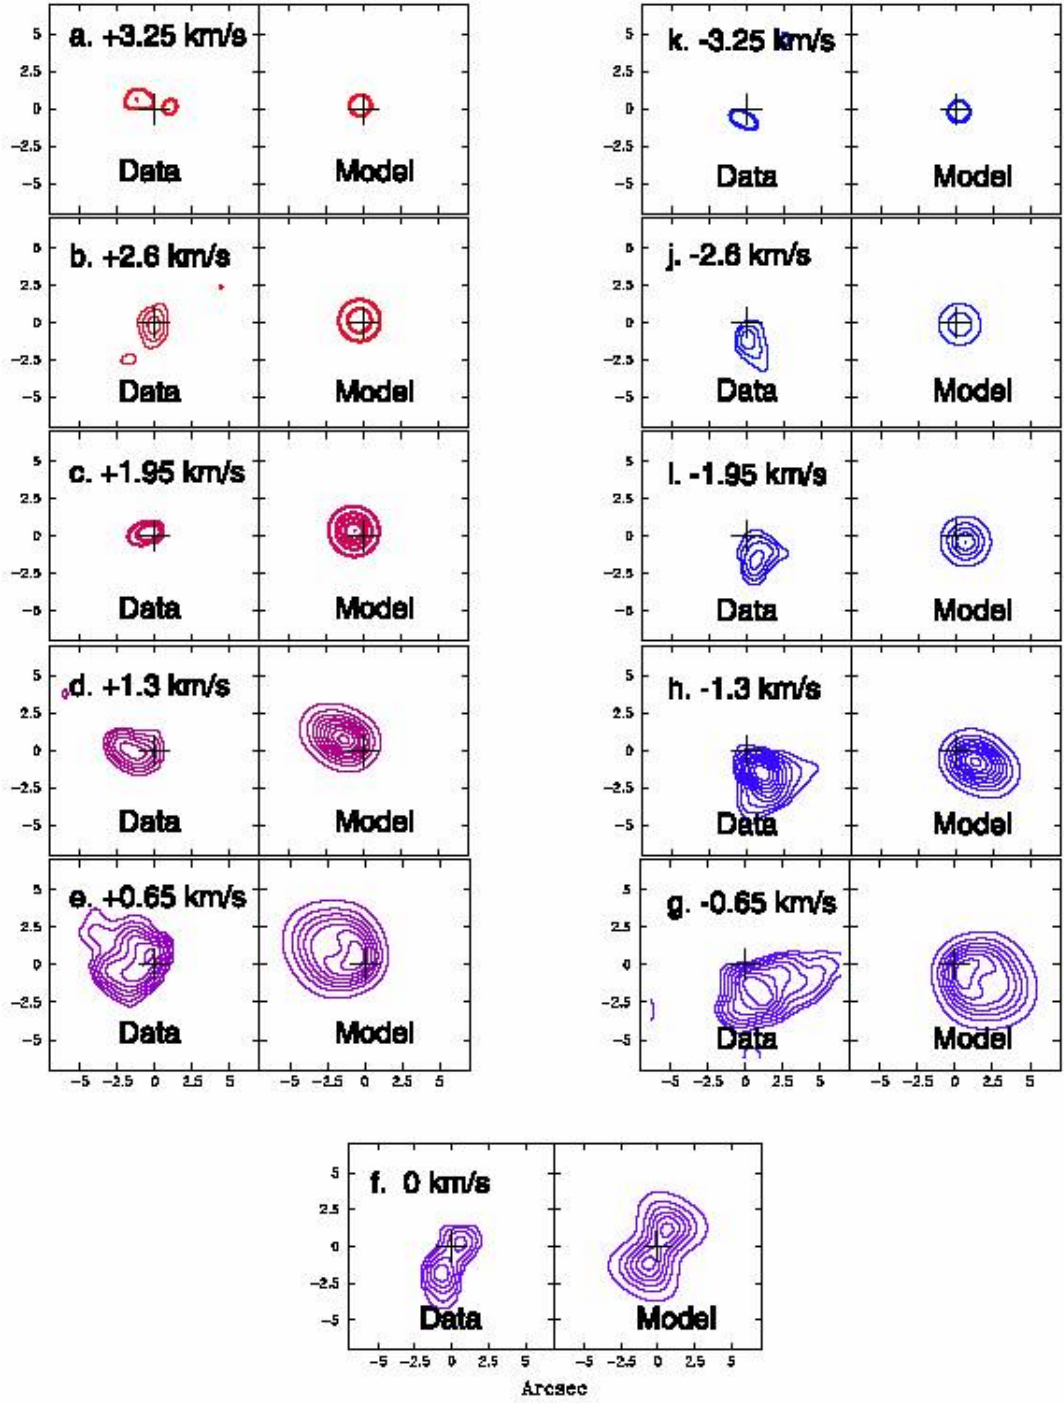 a. +3.25 km/s
k. -3.25 km/s
5
2.5
0
-2.5
-5
Data
Model
5
2.5
0
-2.5
-5
Data
Model
b. +2.6 km/s
j. -2.6 km/s
5
2.5
0
-2.5
-5
Data
Model
5
2.5
0
-2.5
-5
Data
Model
c. +1.95 km/s
i. -1.95 km/s
5
2.5
0
-2.5
-5
Data
Model
5
2.5
0
-2.5
-5
Data
Model
d. +1.3 km/s
h. -1.3 km/s
5
2.5
0
-2.5
-5
Data
Model
5
2.5
0
-2.5
-5
Data
Model
e. +0.65 km/s
g. -0.65 km/s
5
2.5
0
-2.5
-5
Data
Model
5
2.5
0
-2.5
-5
Data
Model
-5 -2.5 0 2.5 5 -5 -2.5 0 2.5 5
-5 -2.5 0 2.5 5 -5 -2.5 0 2.5 5
f. 0 km/s
5
2.5
0
-2.5
-5
Data
Model
-5 -2.5 0 2.5 5 -5 -2.5 0 2.5 5
Arcsec